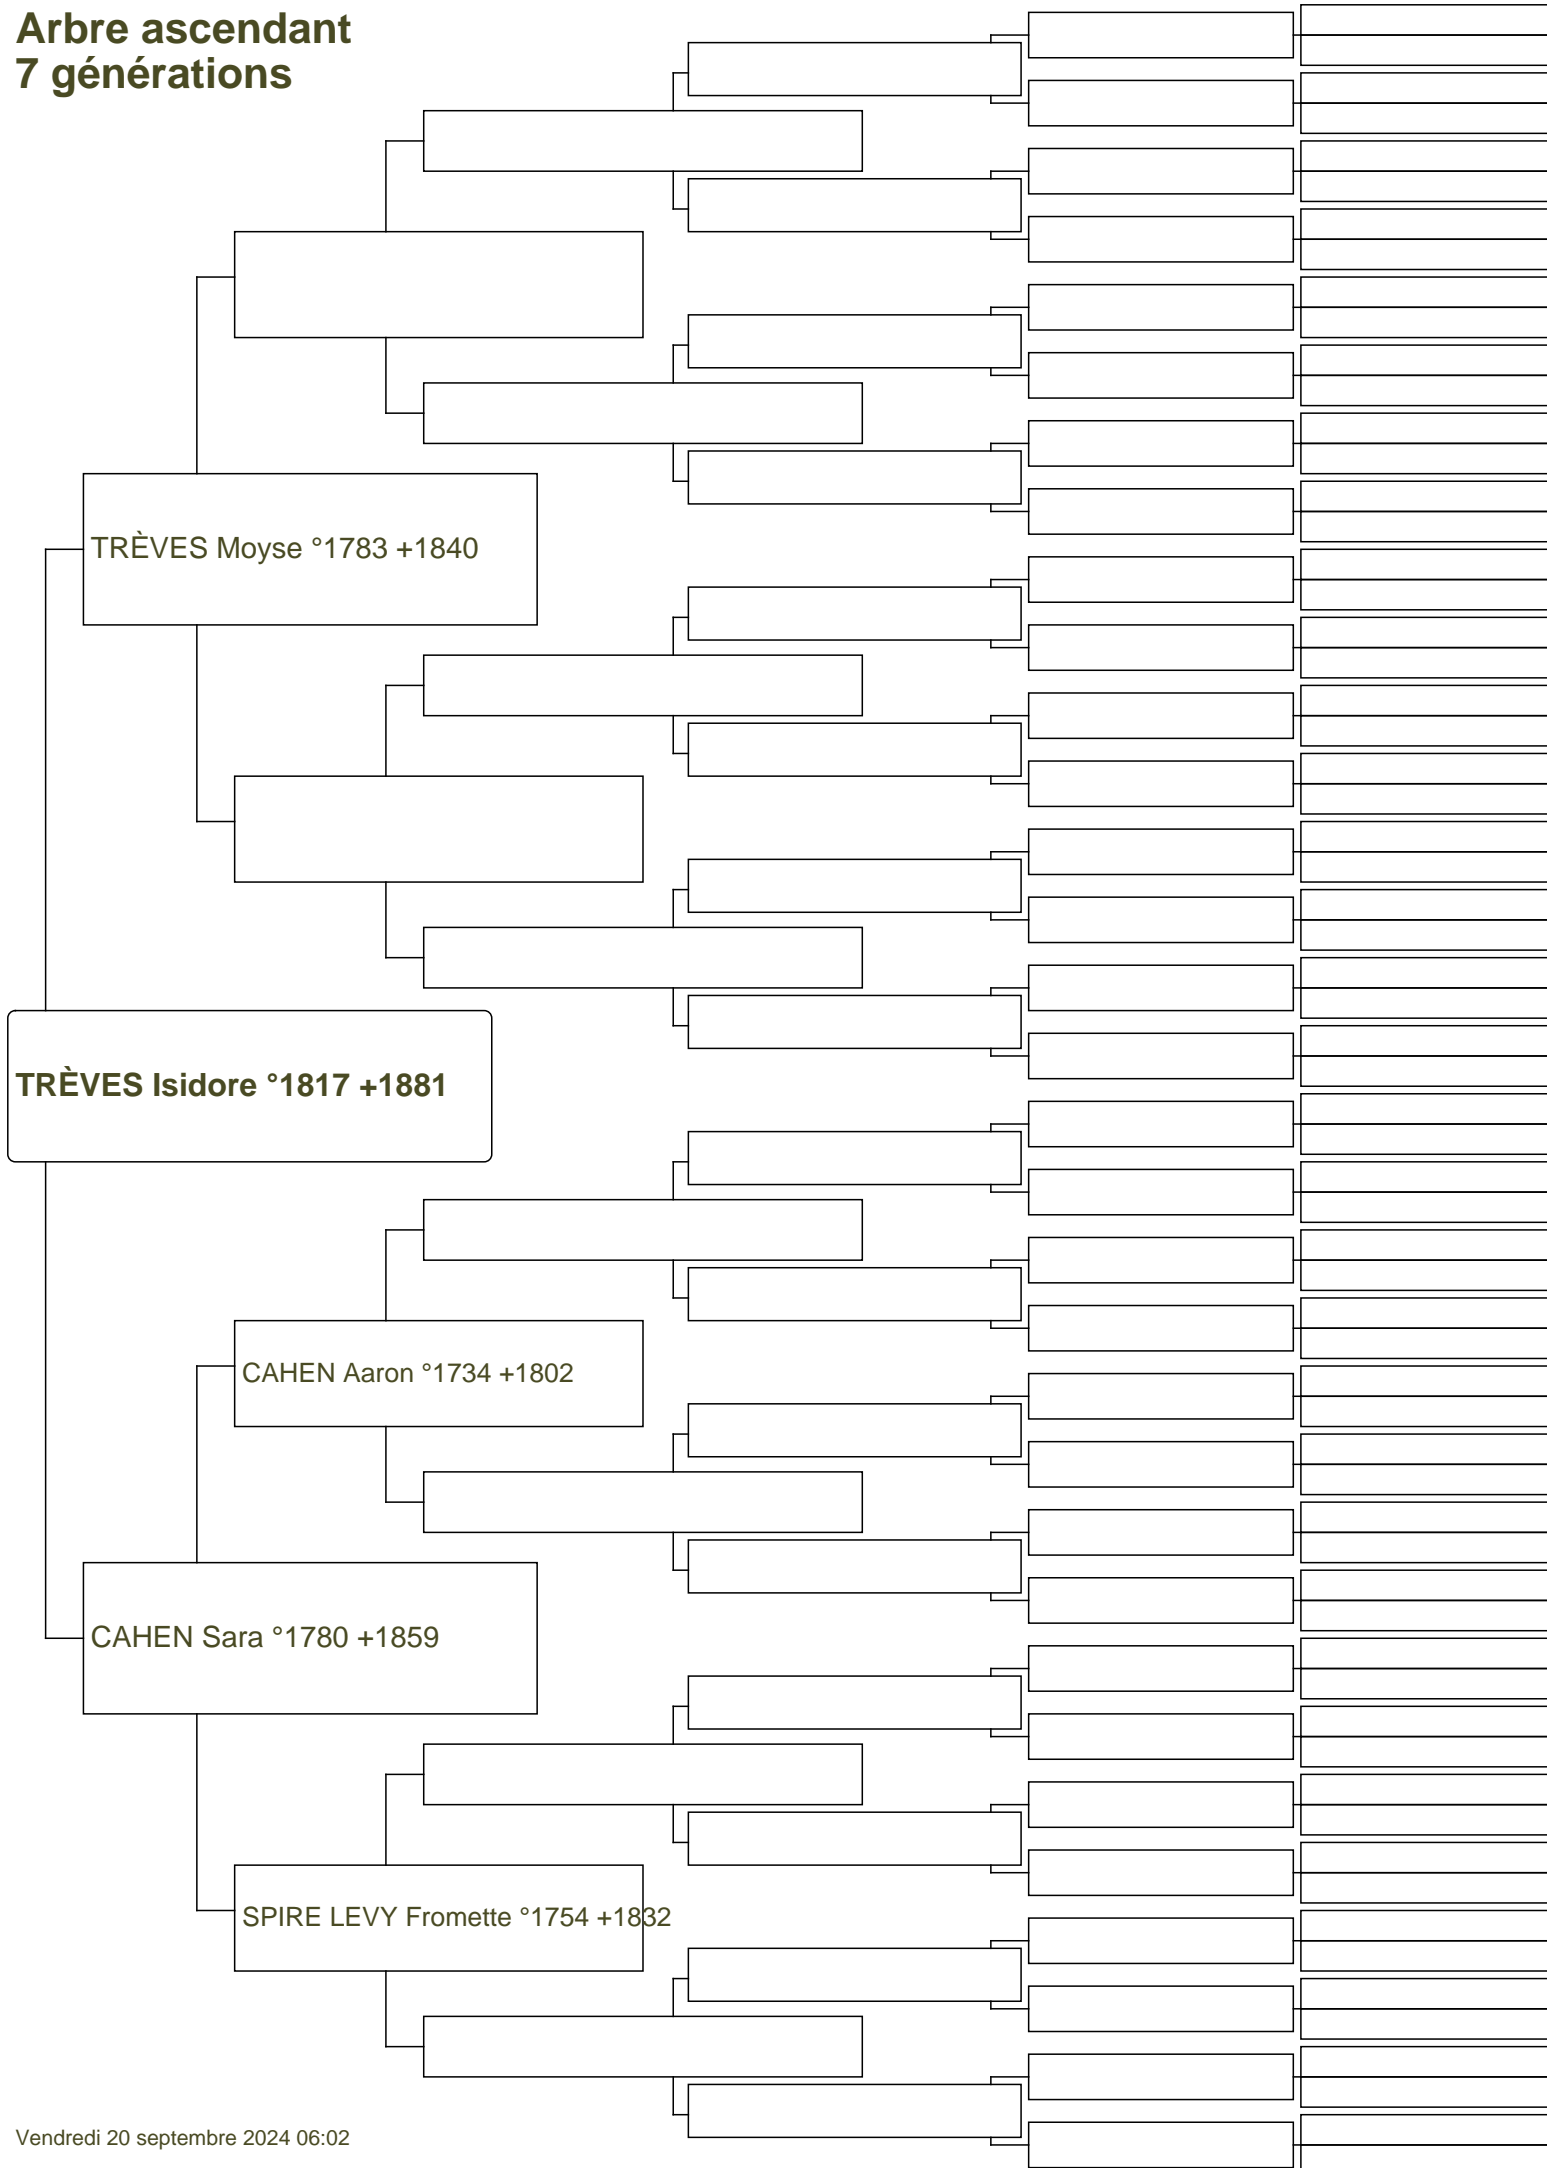 Arbre ascendant
7 générations
TRÈVES Moyse °1783 +1840
TRÈVES Isidore °1817 +1881
CAHEN Aaron °1734 +1802
CAHEN Sara °1780 +1859
SPIRE LEVY Fromette °1754 +1832
Vendredi 20 septembre 2024 06:02